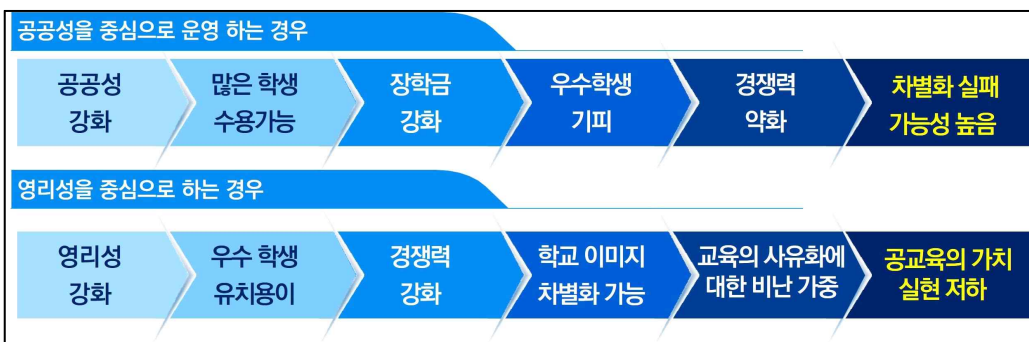 공공성을 중심으로 운영 하는 경우
공공성
강화
많은 학생
수용가능
장학금
강화
우수학생
기피
경쟁력
약화
차별화 실패
가능성 높음
영리성을 중심으로 하는 경우
영리성
강화
우수 학생
유치용이
경쟁력
강화
학교 이미지
차별화 가능
교육의 사유화에
대한 비난 가중
공교육의 가치
실현 저하